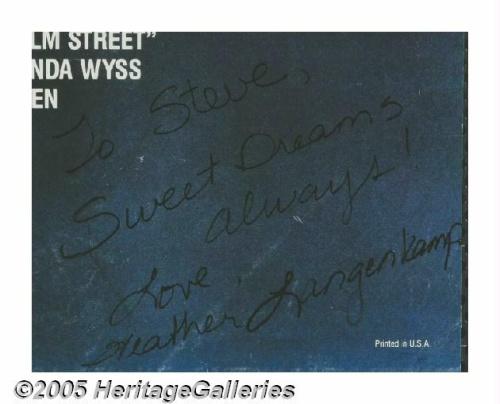 LM STREET"
NDA WYSS
EN
To Steve,
Sweet Dreams
always!
Love,
Heather Langenkamp
Printed in U.S.A.
©2005 HeritageGalleries